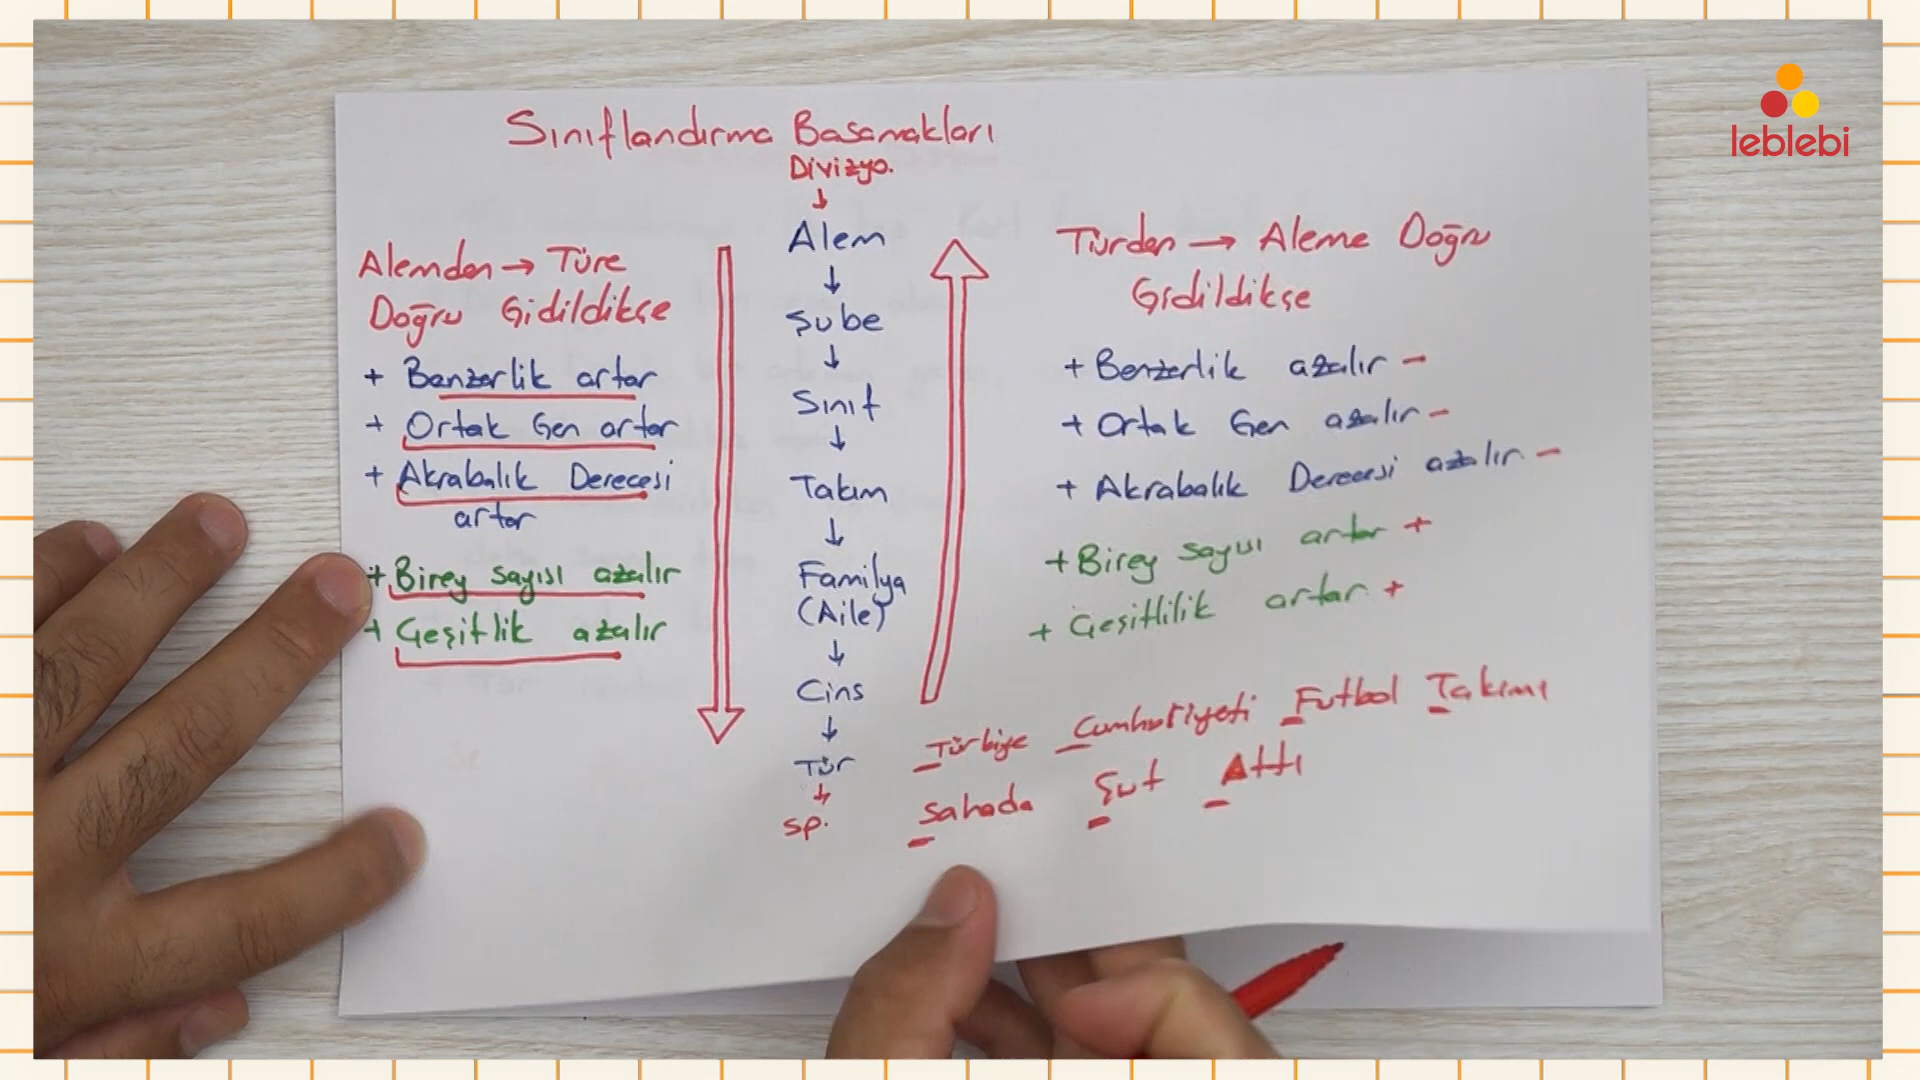 Sınıflandırma Basamakları
Divizyo.
↓
Alem
↓
Şube
↓
Sınıf
↓
Takım
↓
Familya
(Aile)
↓
Cins
↓
Tür
↓
sp.
Alemden → Türe
Doğru Gidildikçe
+ Benzerlik artar
+ Ortak Gen artar
+ Akrabalık Derecesi
artar
+ Birey sayısı azalır
+ Çeşitlik azalır
Türden → Aleme Doğru
Gidildikçe
+ Benzerlik azalır -
+ Ortak Gen azalır -
+ Akrabalık Derecesi azalır -
+ Birey sayısı artar +
+ Çeşitlilik artar +
Türkiye Cumhuriyeti Futbol Takımı
Sahada Şut Attı
leblebi